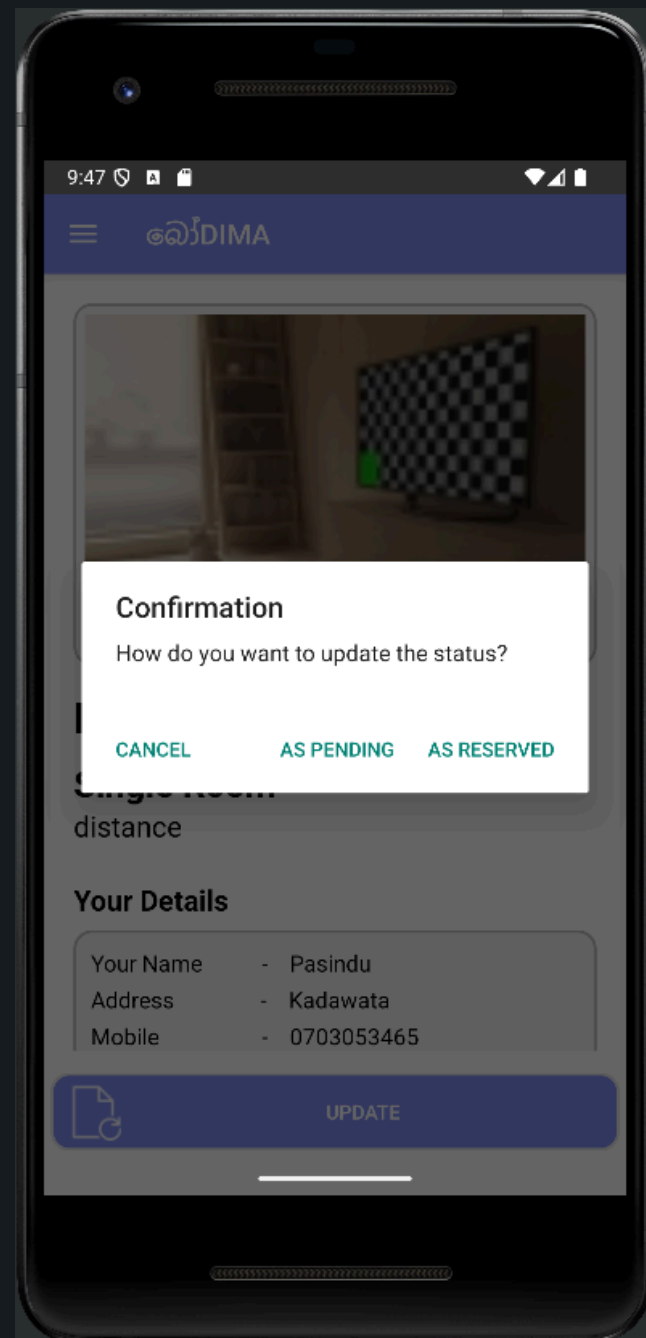 9:47
බෝDIMA
Confirmation
How do you want to update the status?
CANCEL AS PENDING AS RESERVED
Room
distance
Your Details
Your Name - Pasindu
Address - Kadawata
Mobile - 0703053465
UPDATE